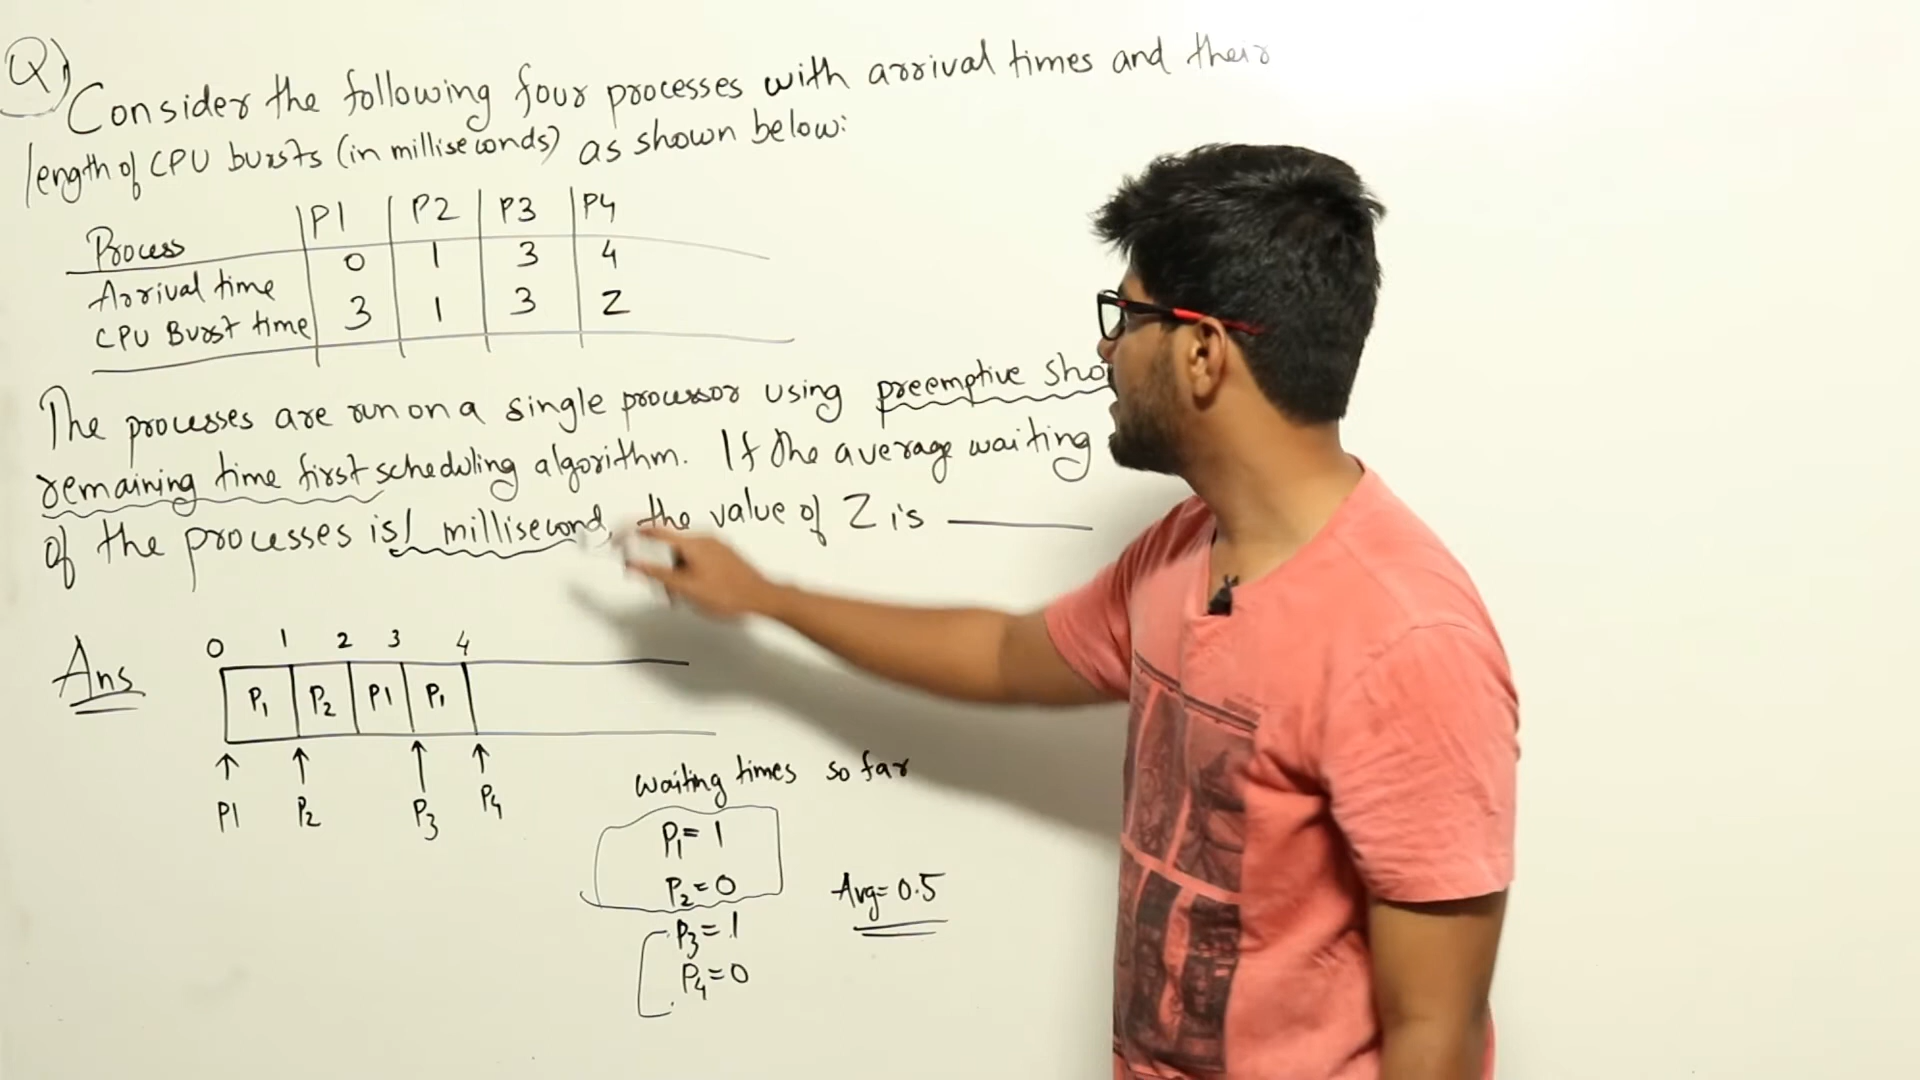 Q)
Consider the following four processes with arrival times and their
length of CPU bursts (in milliseconds) as shown below:
Process P1 P2 P3 P4
Arrival time 0 1 3 4
CPU Burst time 3 1 3 Z
The processes are run on a single processor using preemptive
remaining time first scheduling algorithm. If the average waiting
of the processes is 1 millisecond, the value of Z is ____
Ans
0 1 2 3 4
P1 P2 P1 P1
P1 P2 P3 P4
waiting times so far
P1= 1
P2=0
Avg=0.5
P3=1
P4=0